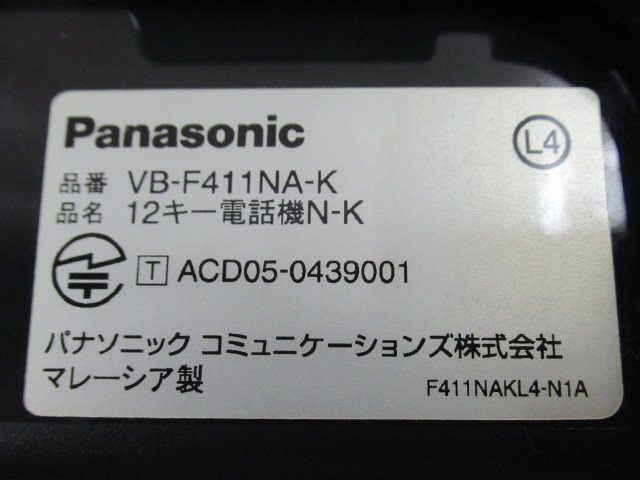 Panasonic
L4
品番 VB-F411NA-K
品名 12キー電話機N-K
T ACD05-0439001
パナソニック コミュニケーションズ株式会社
マレーシア製
F411NAKL4-N1A